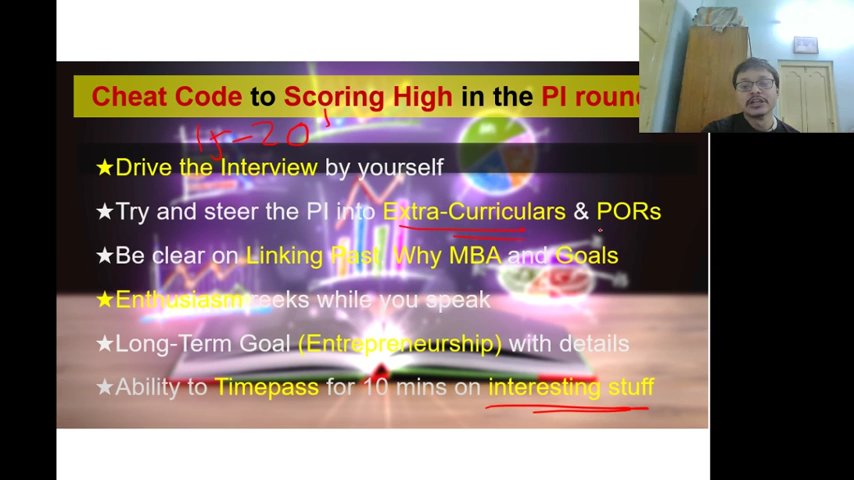 Cheat Code to Scoring High in the PI roun
15-20'
★Drive the Interview by yourself
★Try and steer the PI into Extra-Curriculars & PORs
★Be clear on Linking Past, Why MBA and Goals
★Enthusiasm reeks while you speak
★Long-Term Goal (Entrepreneurship) with details
★Ability to Timepass for 10 mins on interesting stuff